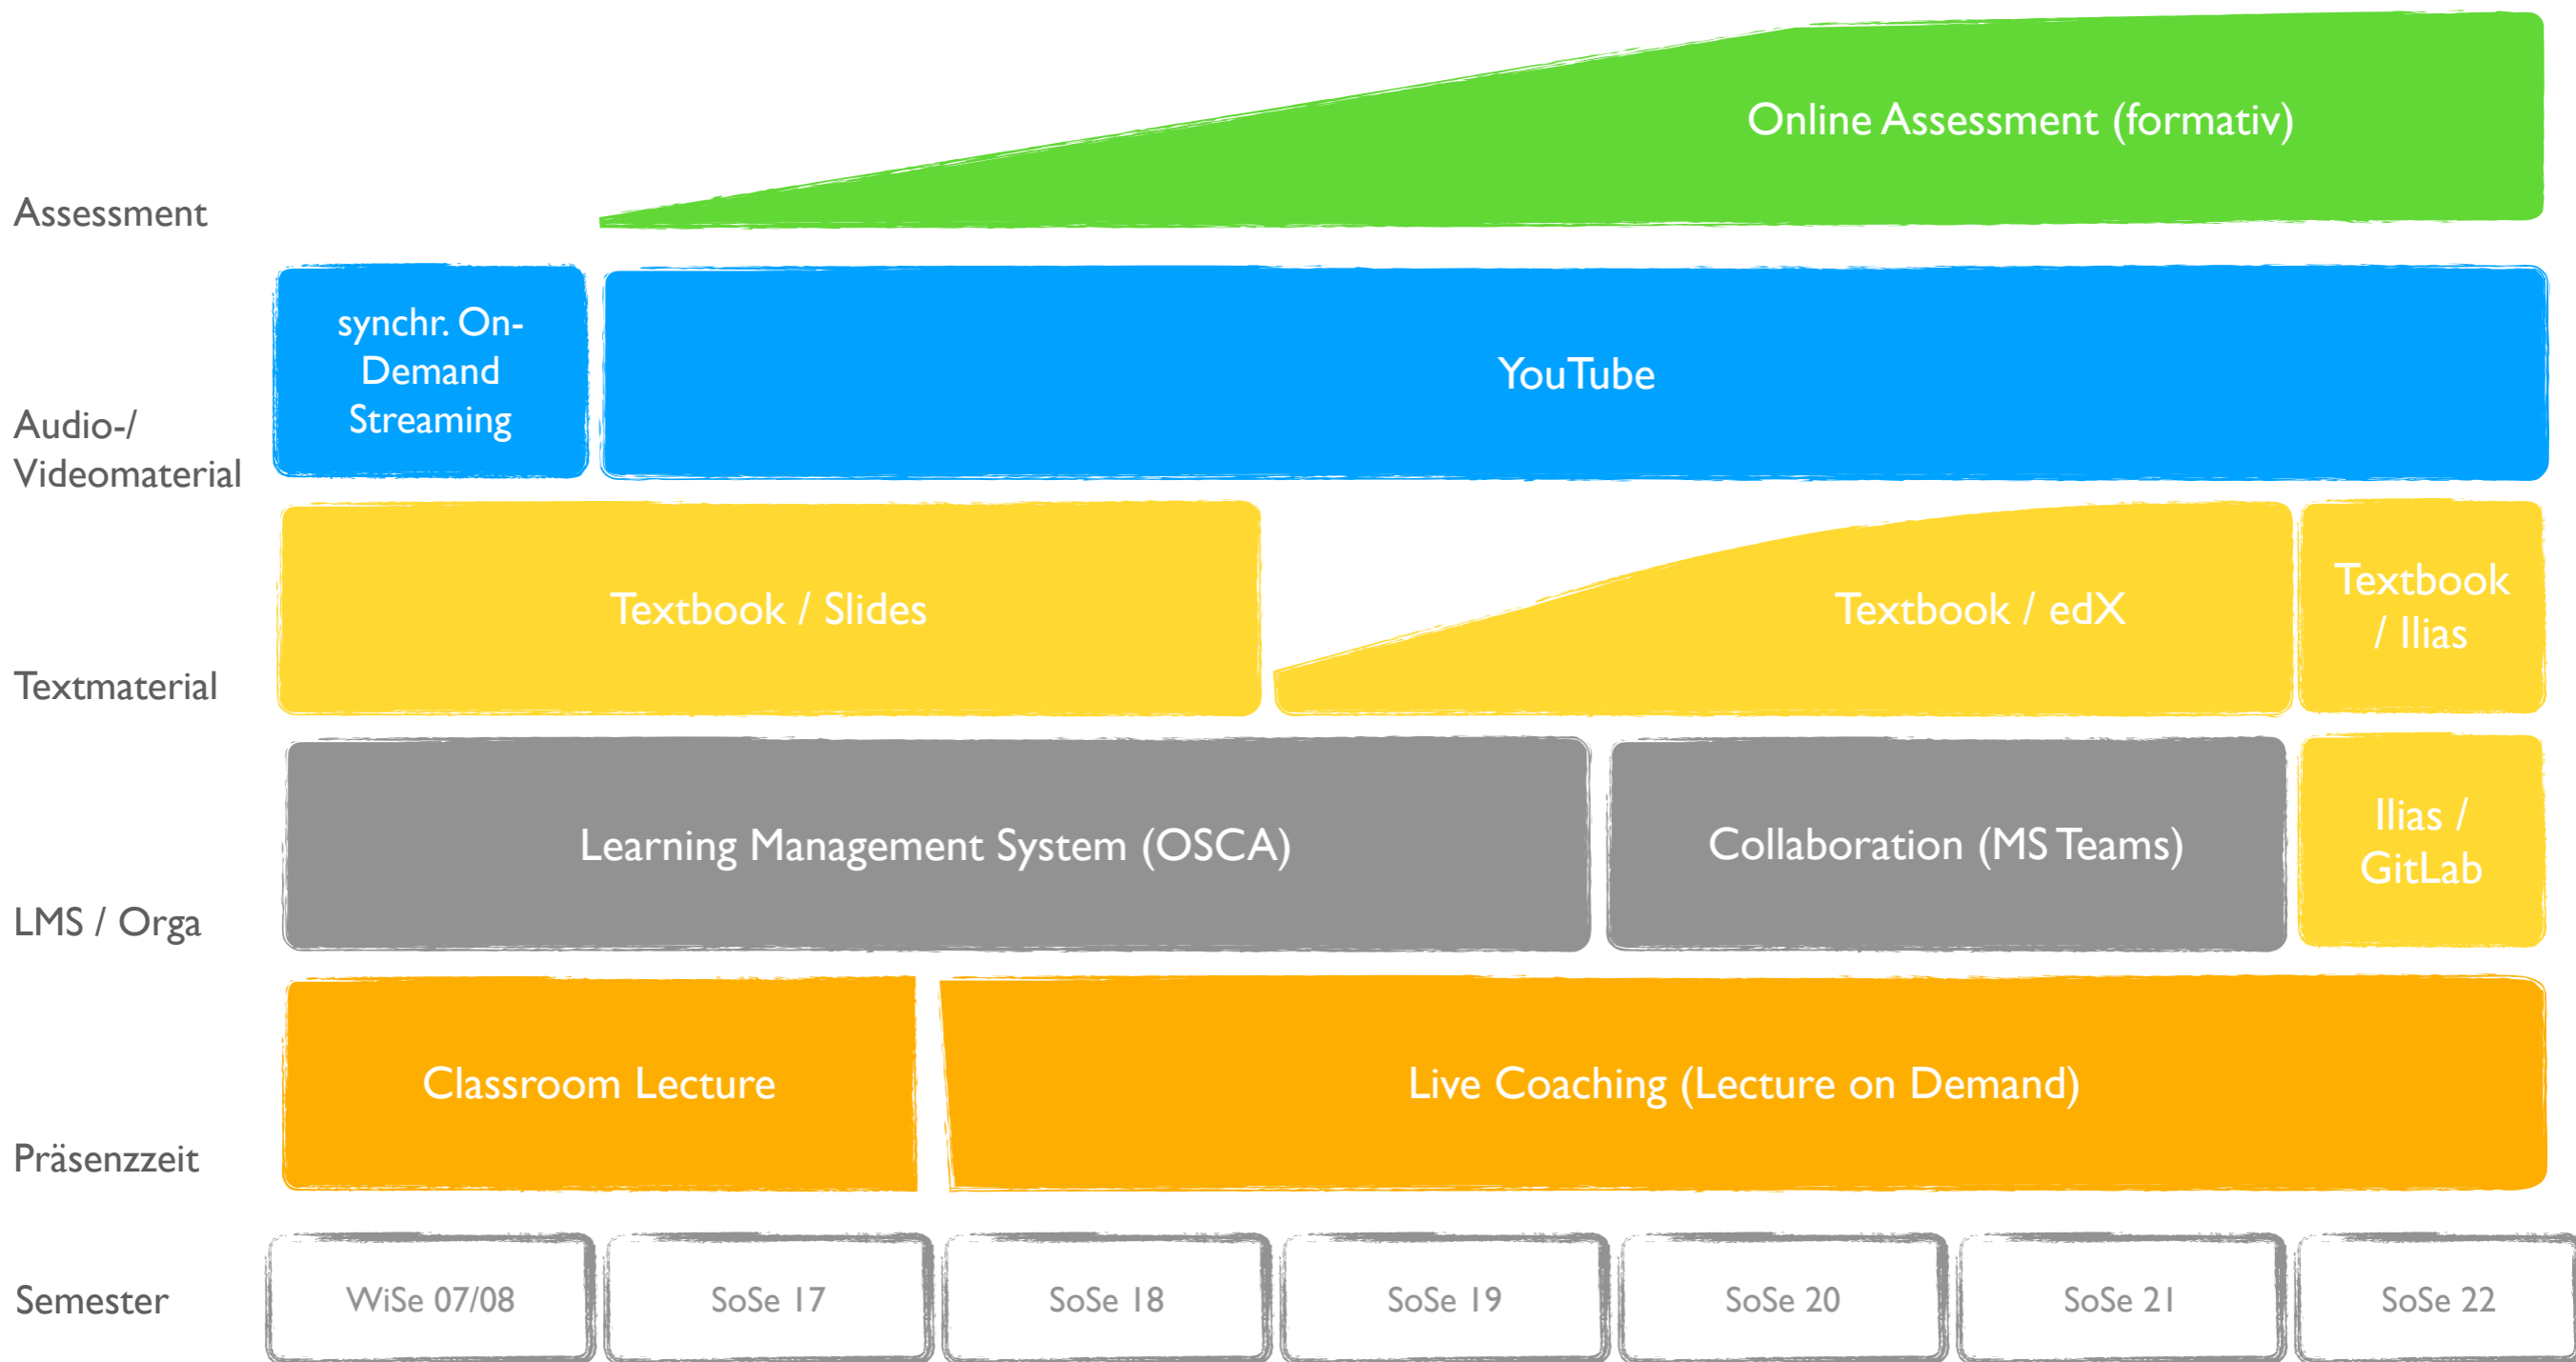 Online Assessment (formativ)
Assessment
synchr. On-
Demand
Streaming
YouTube
Audio-/
Videomaterial
Textbook / Slides
Textbook / edX
Textbook
/ Ilias
Textmaterial
Learning Management System (OSCA)
Collaboration (MS Teams)
Ilias /
GitLab
LMS / Orga
Classroom Lecture
Live Coaching (Lecture on Demand)
Präsenzzeit
Semester
WiSe 07/08
SoSe 17
SoSe 18
SoSe 19
SoSe 20
SoSe 21
SoSe 22